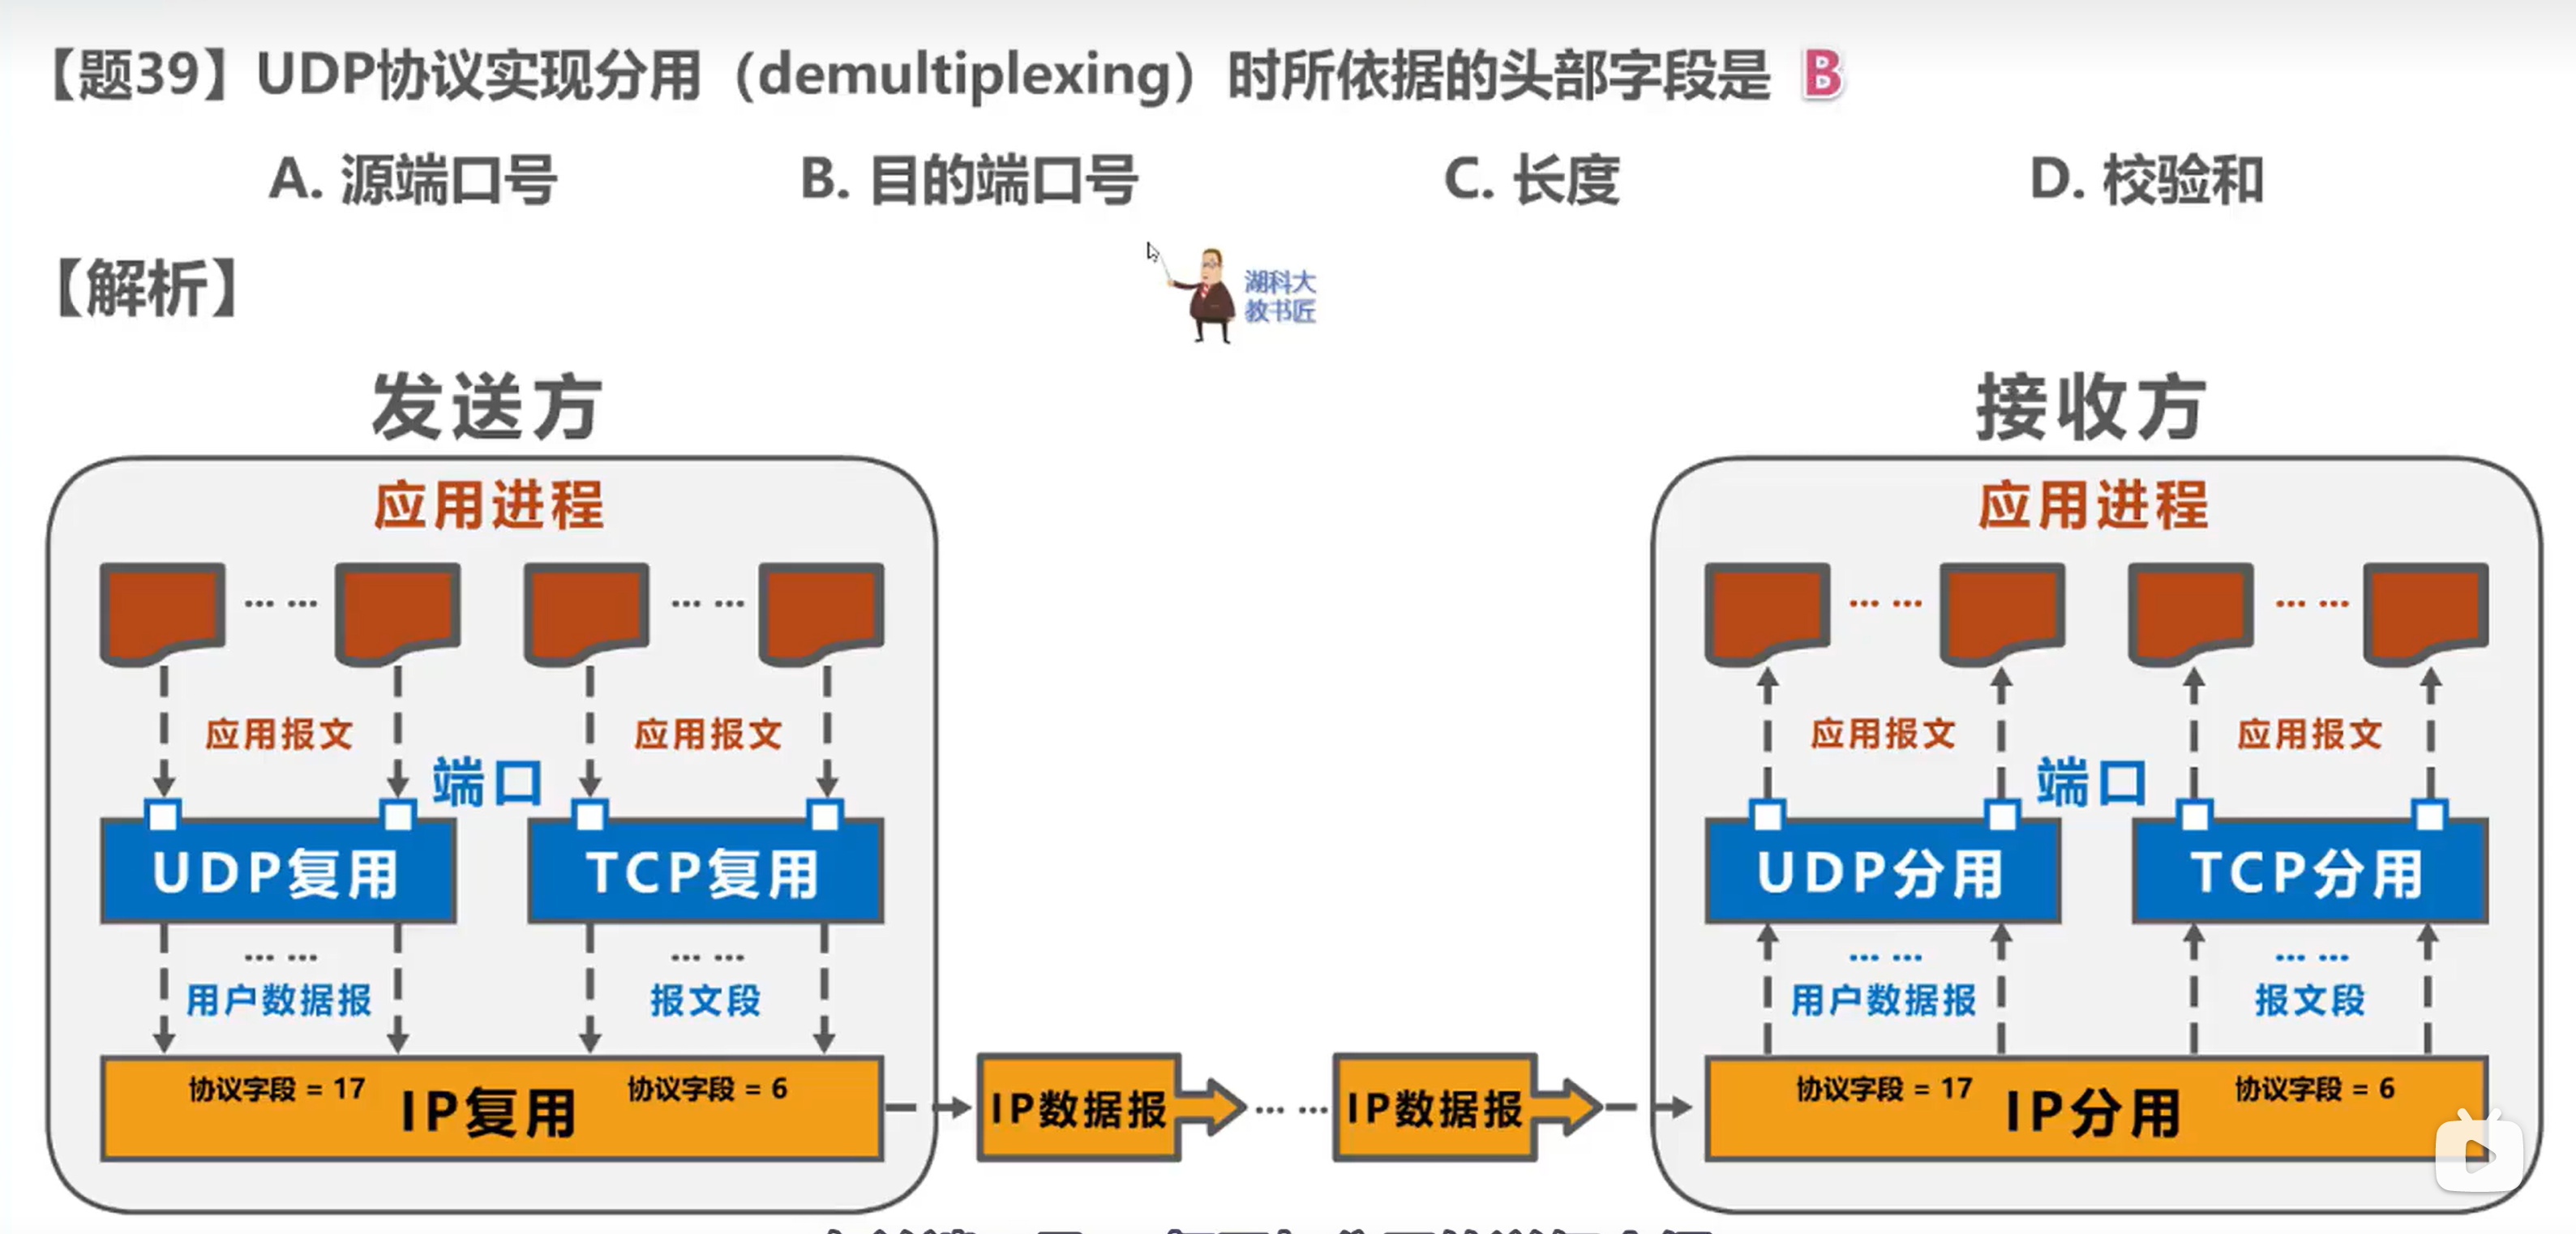 【题39】UDP协议实现分用（demultiplexing）时所依据的头部字段是 B
A. 源端口号 B. 目的端口号 C. 长度 D. 校验和
【解析】
湖科大
教书匠
发送方
应用进程
... ...
... ...
应用报文
应用报文
端口
UDP复用
TCP复用
... ...
... ...
用户数据报
报文段
协议字段 = 17
IP复用
协议字段 = 6
IP数据报
... ...
IP数据报
接收方
应用进程
... ...
... ...
应用报文
应用报文
端口
UDP分用
TCP分用
... ...
... ...
用户数据报
报文段
协议字段 = 17
IP分用
协议字段 = 6